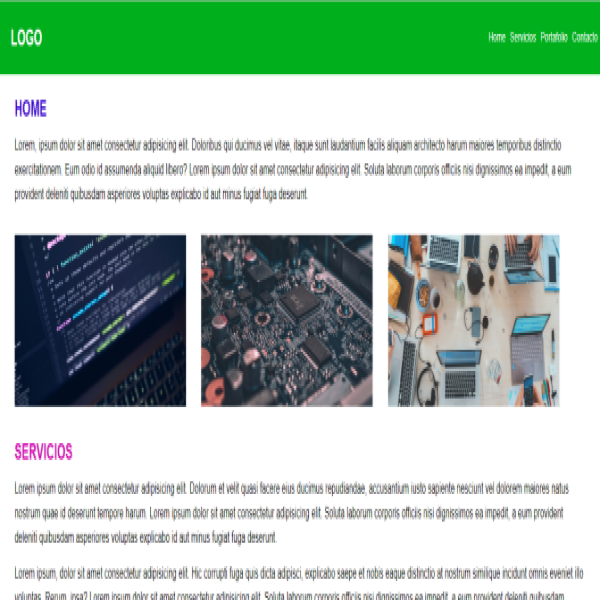 LOGO
Home Servicios Portafolio Contacto
HOME
Lorem, ipsum dolor sit amet consectetur adipisicing elit. Doloribus qui ducimus vel vitae, itaque sunt laudantium facilis aliquam architecto harum maiores temporibus distinctio
exercitationem. Eum odio id assumenda aliquid libero? Lorem ipsum dolor sit amet consectetur adipisicing elit. Soluta laborum corporis officiis nisi dignissimos ea impedit, a eum
provident deleniti quibusdam asperiores voluptas explicabo id aut minus fugiat fuga deserunt.
SERVICIOS
Lorem ipsum dolor sit amet consectetur adipisicing elit. Dolorum et velit quasi facere eius ducimus repudiandae, accusantium iusto sapiente nesciunt vel dolorem maiores natus
nostrum quae id deserunt tempore harum. Lorem ipsum dolor sit amet consectetur adipisicing elit. Soluta laborum corporis officiis nisi dignissimos ea impedit, a eum provident
deleniti quibusdam asperiores voluptas explicabo id aut minus fugiat fuga deserunt.
Lorem ipsum, dolor sit amet consectetur adipisicing elit. Hic corrupti fuga quis dicta adipisci, explicabo saepe et nobis eaque distinctio at nostrum similique incidunt omnis eveniet illo
voluptas. Rerum, ipsa? Lorem ipsum dolor sit amet consectetur adipisicing elit. Soluta laborum corporis officiis nisi dignissimos ea impedit, a eum provident deleniti quibusdam